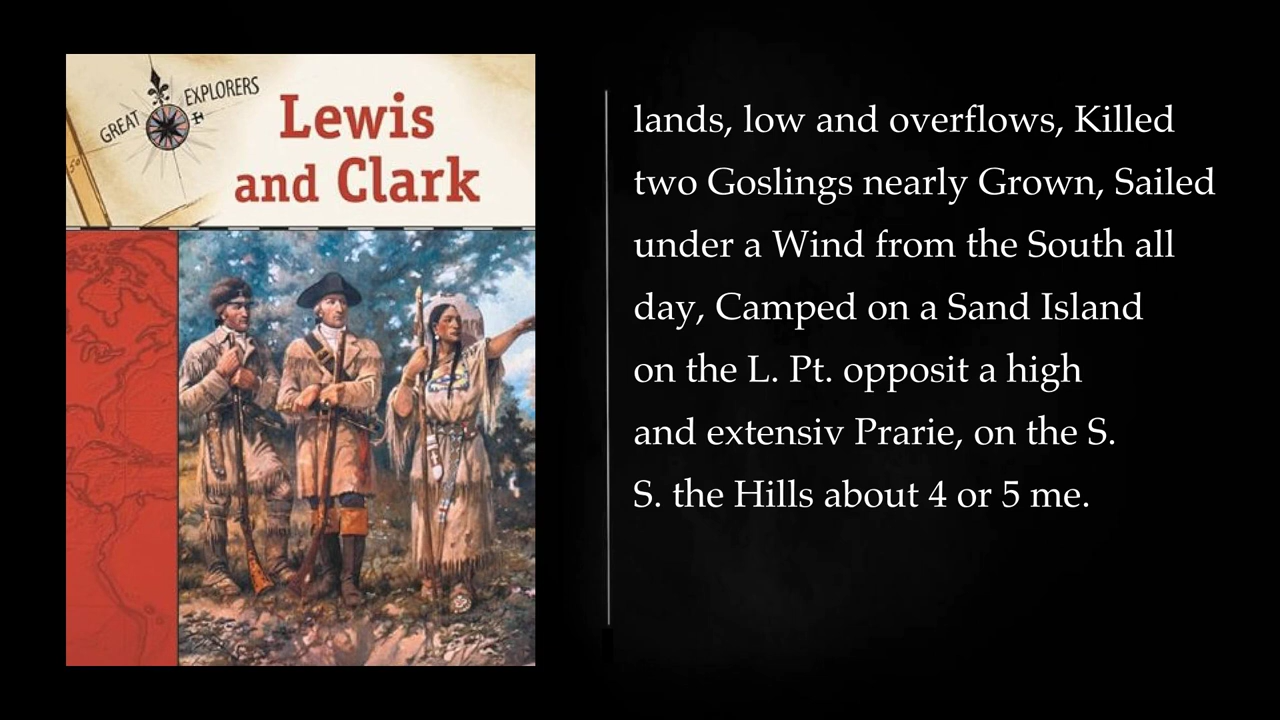 GREAT EXPLORERS
Lewis
and Clark
50
lands, low and overflows, Killed
two Goslings nearly Grown, Sailed
under a Wind from the South all
day, Camped on a Sand Island
on the L. Pt. opposit a high
and extensiv Prarie, on the S.
S. the Hills about 4 or 5 me.